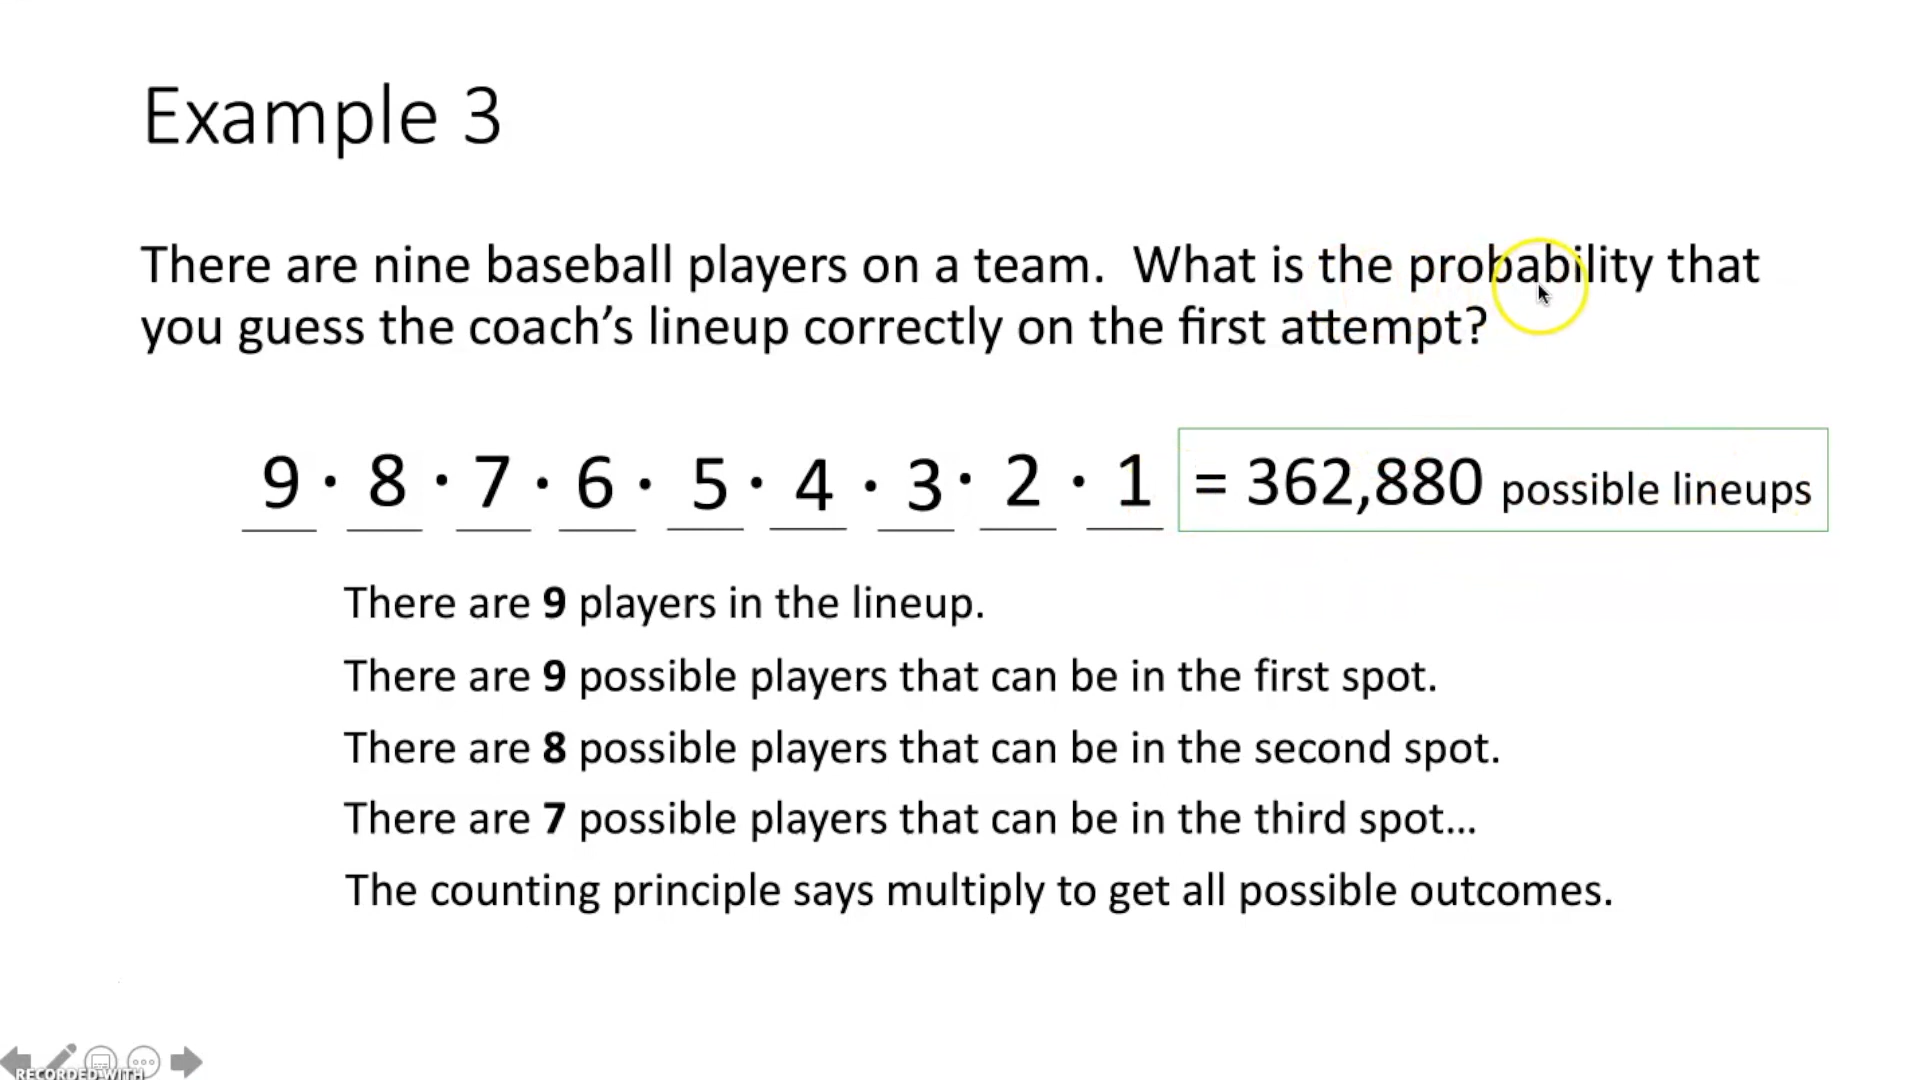 Example 3
There are nine baseball players on a team. What is the probability that
you guess the coach’s lineup correctly on the first attempt?
9 · 8 · 7 · 6 · 5 · 4 · 3 · 2 · 1 = 362,880 possible lineups
There are 9 players in the lineup.
There are 9 possible players that can be in the first spot.
There are 8 possible players that can be in the second spot.
There are 7 possible players that can be in the third spot…
The counting principle says multiply to get all possible outcomes.
RECORDED WITH